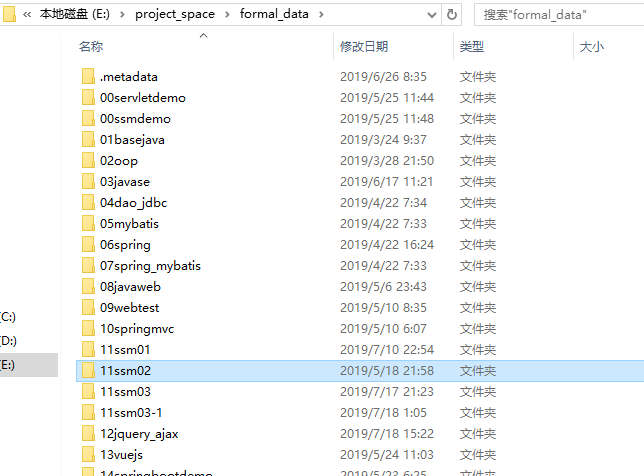 « 本地磁盘 (E:) › project_space › formal_data › 搜索"formal_data"
名称 修改日期 类型 大小
.metadata 2019/6/26 8:35 文件夹
00servletdemo 2019/5/25 11:44 文件夹
00ssmdemo 2019/5/25 11:48 文件夹
01basejava 2019/3/24 9:37 文件夹
02oop 2019/3/28 21:50 文件夹
03javase 2019/6/17 11:21 文件夹
04dao_jdbc 2019/4/22 7:34 文件夹
05mybatis 2019/4/22 7:33 文件夹
06spring 2019/4/22 16:24 文件夹
07spring_mybatis 2019/4/22 7:33 文件夹
08javaweb 2019/5/6 23:43 文件夹
09webtest 2019/5/10 8:35 文件夹
(C:) 10springmvc 2019/5/10 6:07 文件夹
(D:) 11ssm01 2019/7/10 22:54 文件夹
(E:) 11ssm02 2019/5/18 21:58 文件夹
11ssm03 2019/7/17 21:23 文件夹
11ssm03-1 2019/7/18 1:05 文件夹
12jquery_ajax 2019/7/18 15:22 文件夹
13vuejs 2019/5/24 11:03 文件夹
14springbootdemo 2019/5/23 6:25 文件夹